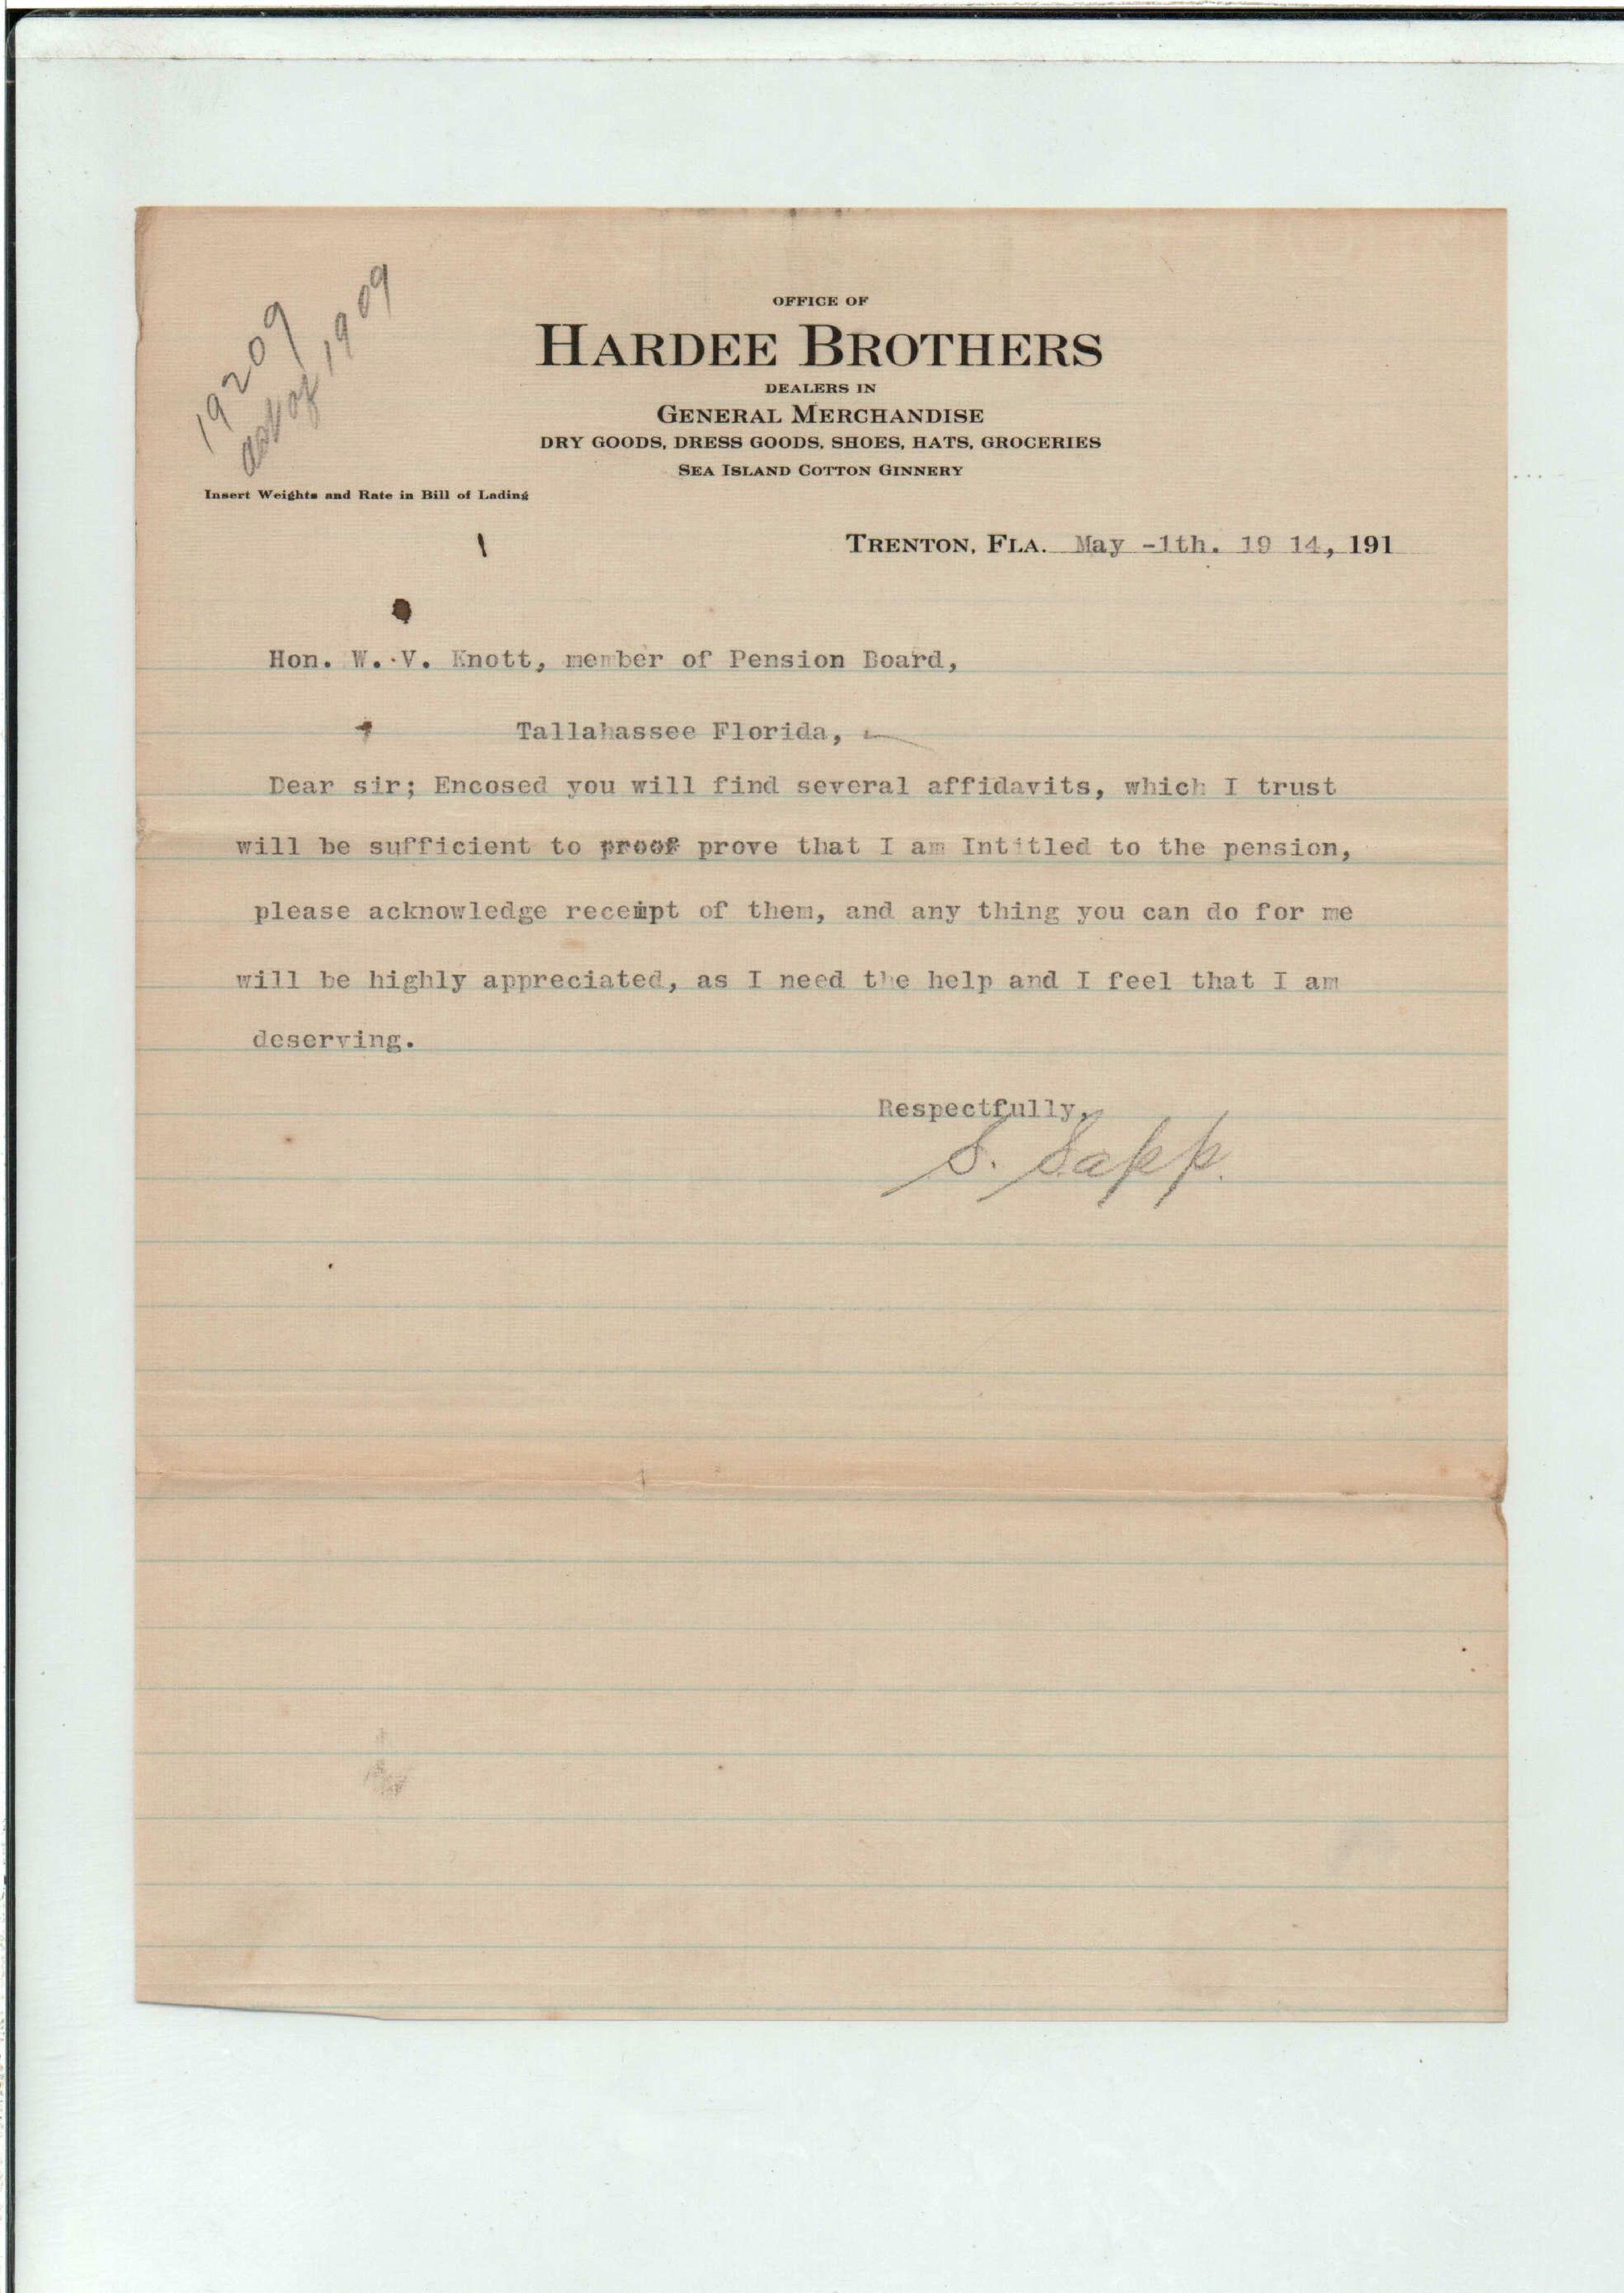 19209
act of 1909
OFFICE OF
HARDEE BROTHERS
DEALERS IN
GENERAL MERCHANDISE
DRY GOODS, DRESS GOODS, SHOES, HATS, GROCERIES
SEA ISLAND COTTON GINNERY
Insert Weights and Rate in Bill of Lading
TRENTON, FLA. May -1th. 19 14, 191
Hon. W. V. Knott, member of Pension Board,
Tallahassee Florida,
Dear sir; Encosed you will find several affidavits, which I trust
will be sufficient to proof prove that I am Intitled to the pension,
please acknowledge receipt of them, and any thing you can do for me
will be highly appreciated, as I need the help and I feel that I am
deserving.
Respectfully,
S. Sapp.